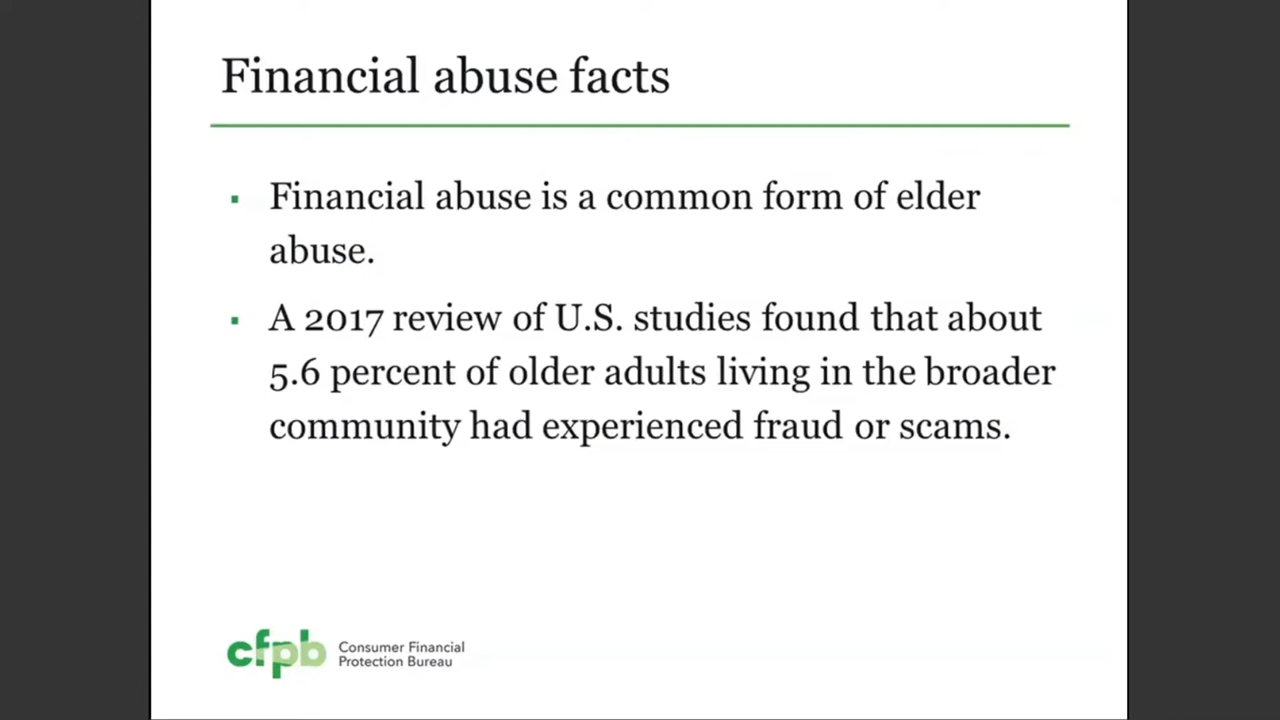 Financial abuse facts
▪ Financial abuse is a common form of elder
abuse.
▪ A 2017 review of U.S. studies found that about
5.6 percent of older adults living in the broader
community had experienced fraud or scams.
cfpb Consumer Financial
Protection Bureau